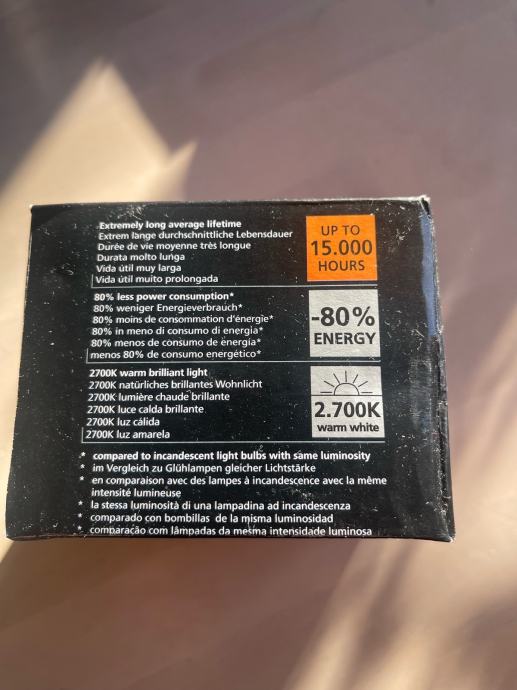 Extremely long average lifetime
Extrem lange durchschnittliche Lebensdauer
Durée de vie moyenne très longue
Durata molto lunga
Vida útil muy larga
Vida útil muito prolongada
UP TO
15.000
HOURS
80% less power consumption*
80% weniger Energieverbrauch*
80% moins de consommation d'énergie*
80% in meno di consumo di energia*
80% menos de consumo de energía*
menos 80% de consumo energético*
-80%
ENERGY
2700K warm brilliant light
2700K natürliches brillantes Wohnlicht
2700K lumière chaude brillante
2700K luce calda brillante
2700K luz cálida
2700K luz amarela
2.700K
warm white
* compared to incandescent light bulbs with same luminosity
* im Vergleich zu Glühlampen gleicher Lichtstärke
* en comparaison avec des lampes à incandescence avec la même
intensité lumineuse
* la stessa luminosità di una lampadina ad incandescenza
* comparado con bombillas de la misma luminosidad
* comparação com lâmpadas da mesma intensidade luminosa